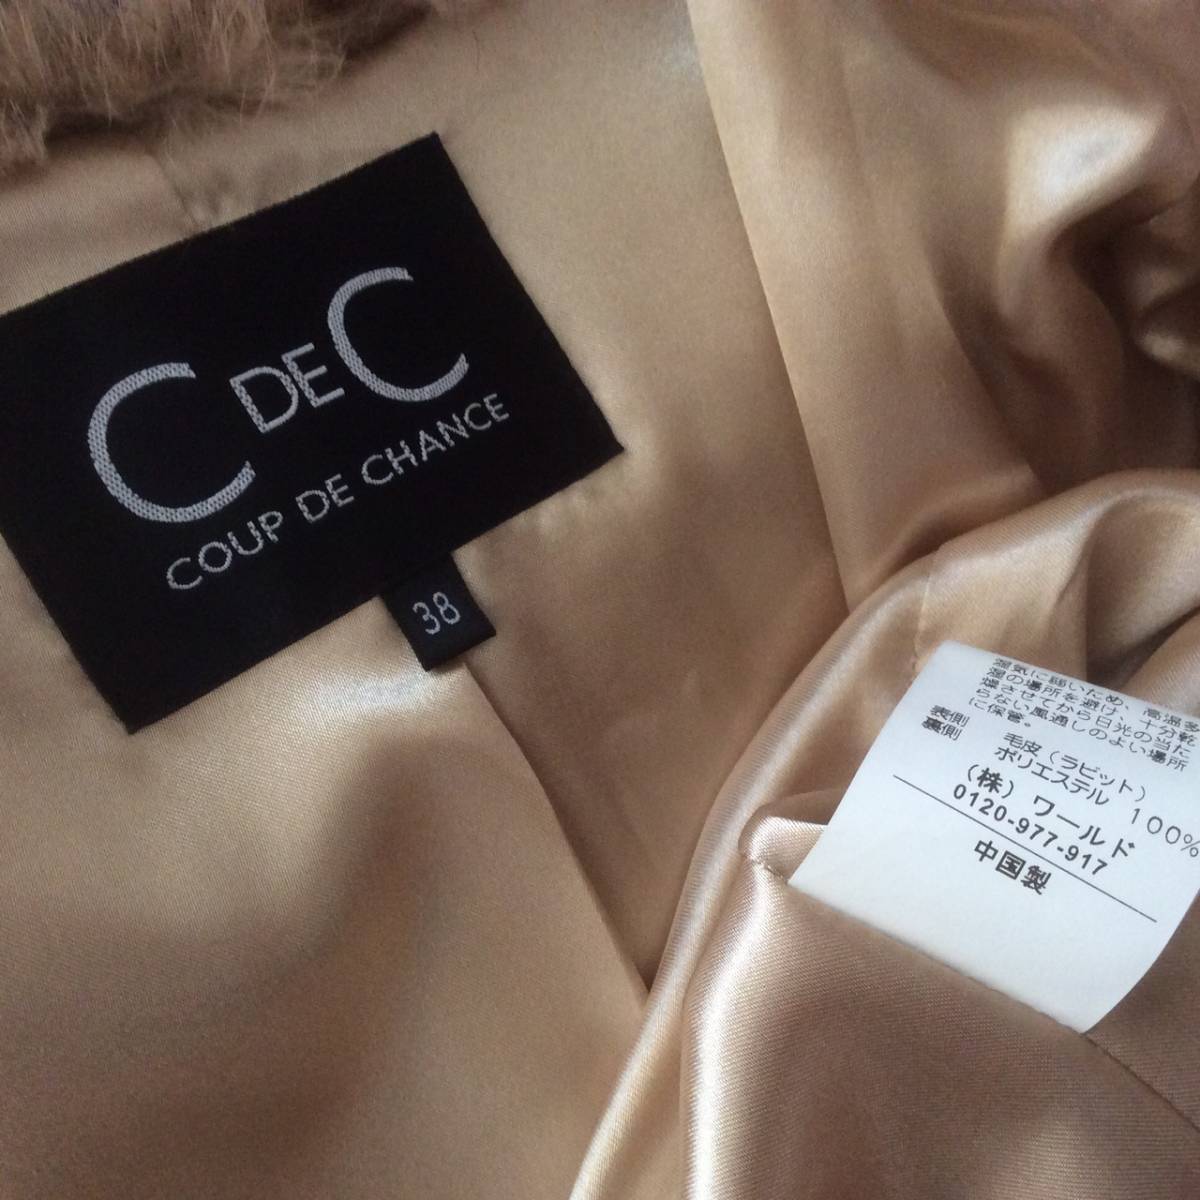 C DE C
COUP DE CHANCE
38
湿気に弱いため、高温多
湿の場所を避け、十分乾
燥させてから日光の当た
らない風通しのよい場所
に保管。
表側 毛皮(ラビット)
裏側 ポリエステル 100%
(株)ワールド
0120-977-917
中国製